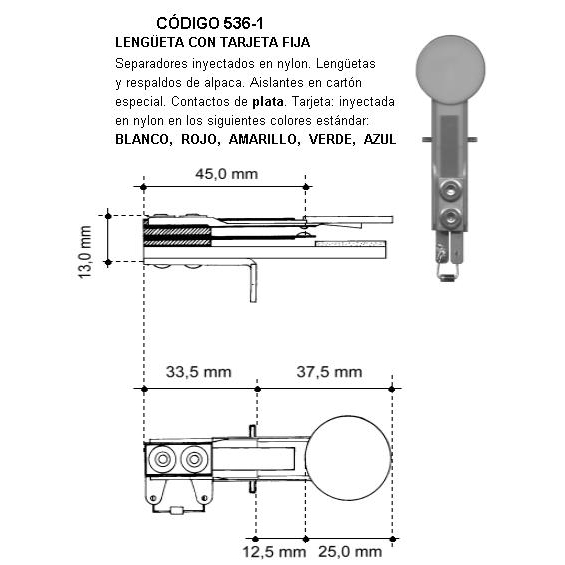 CÓDIGO 536-1
LENGÜETA CON TARJETA FIJA
Separadores inyectados en nylon. Lengüetas
y respaldos de alpaca. Aislantes en cartón
especial. Contactos de plata. Tarjeta: inyectada
en nylon en los siguientes colores estándar:
BLANCO, ROJO, AMARILLO, VERDE, AZUL
45,0 mm
13,0 mm
33,5 mm
37,5 mm
12,5 mm
25,0 mm